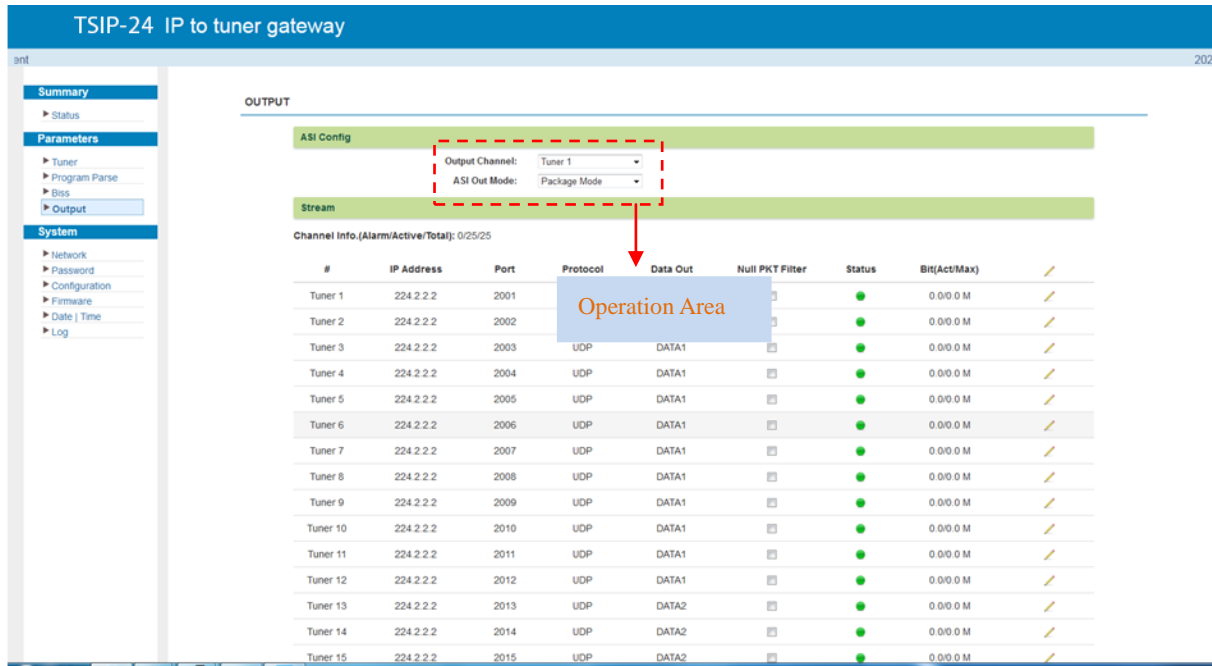 TSIP-24 IP to tuner gateway
ent 202
Summary
Status
Parameters
Tuner
Program Parse
Biss
Output
System
Network
Password
Configuration
Firmware
Date | Time
Log
OUTPUT
ASI Config
Output Channel: Tuner 1
ASI Out Mode: Package Mode
Stream
Channel Info.(Alarm/Active/Total): 0/25/25
# IP Address Port Protocol Data Out Null PKT Filter Status Bit(Act/Max)
Operation Area
Tuner 1 224.2.2.2 2001 0.0/0.0 M
Tuner 2 224.2.2.2 2002 0.0/0.0 M
Tuner 3 224.2.2.2 2003 UDP DATA1 0.0/0.0 M
Tuner 4 224.2.2.2 2004 UDP DATA1 0.0/0.0 M
Tuner 5 224.2.2.2 2005 UDP DATA1 0.0/0.0 M
Tuner 6 224.2.2.2 2006 UDP DATA1 0.0/0.0 M
Tuner 7 224.2.2.2 2007 UDP DATA1 0.0/0.0 M
Tuner 8 224.2.2.2 2008 UDP DATA1 0.0/0.0 M
Tuner 9 224.2.2.2 2009 UDP DATA1 0.0/0.0 M
Tuner 10 224.2.2.2 2010 UDP DATA1 0.0/0.0 M
Tuner 11 224.2.2.2 2011 UDP DATA1 0.0/0.0 M
Tuner 12 224.2.2.2 2012 UDP DATA1 0.0/0.0 M
Tuner 13 224.2.2.2 2013 UDP DATA2 0.0/0.0 M
Tuner 14 224.2.2.2 2014 UDP DATA2 0.0/0.0 M
Tuner 15 224.2.2.2 2015 UDP DATA2 0.0/0.0 M